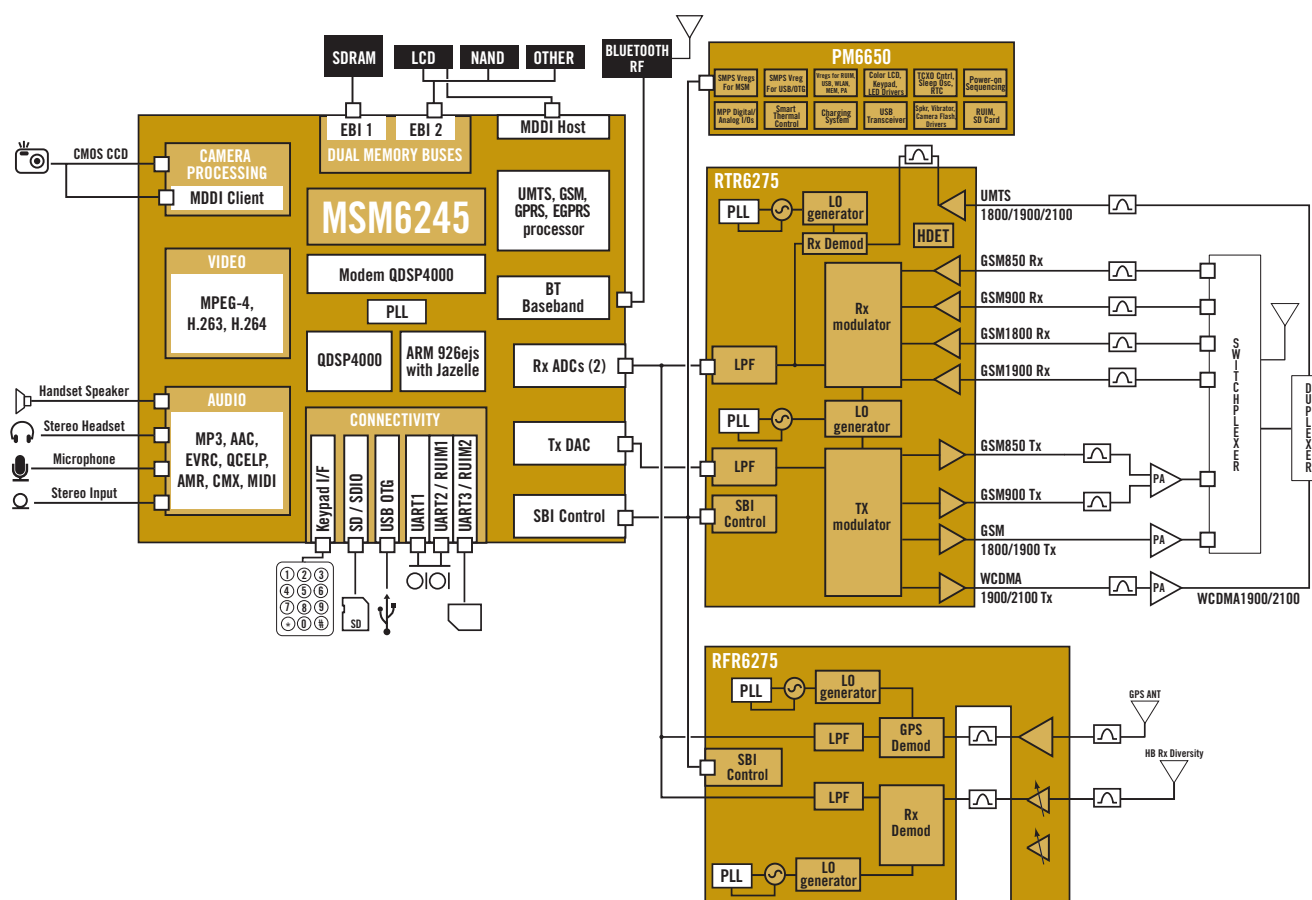 SDRAM
LCD
NAND
OTHER
BLUETOOTH
RF
EBI 1
EBI 2
DUAL MEMORY BUSES
MDDI Host
CMOS CCD
CAMERA
PROCESSING
MDDI Client
MSM6245
UMTS, GSM,
GPRS, EGPRS
processor
VIDEO
MPEG-4,
H.263, H.264
Modem QDSP4000
PLL
BT
Baseband
QDSP4000
ARM 926ejs
with Jazelle
Rx ADCs (2)
Handset Speaker
Stereo Headset
Microphone
Stereo Input
AUDIO
MP3, AAC,
EVRC, QCELP,
AMR, CMX, MIDI
CONNECTIVITY
Keypad I/F
SD / SDIO
USB OTG
UART1
UART2 / RUIM1
UART3 / RUIM2
Tx DAC
SBI Control
1 2 3
4 5 6
7 8 9
* 0 #
SD
PM6650
SMPS Vregs
For MSM
SMPS Vreg
For USB/OTG
Vregs for RUIM,
USB, WLAN,
MEM, PA
Color LCD,
Keypad,
LED Drivers
TCXO Cntrl,
Sleep Osc,
RTC
Power-on
Sequencing
MPP Digital/
Analog I/Os
Smart
Thermal
Control
Charging
System
USB
Transceiver
Spkr, Vibrator,
Camera Flash,
Drivers
RUIM,
SD Card
RTR6275
PLL
LO
generator
Rx Demod
HDET
UMTS
1800/1900/2100
Rx
modulator
GSM850 Rx
GSM900 Rx
GSM1800 Rx
GSM1900 Rx
LPF
PLL
LO
generator
LPF
SBI
Control
TX
modulator
GSM850 Tx
GSM900 Tx
GSM
1800/1900 Tx
WCDMA
1900/2100 Tx
PA
PA
PA
WCDMA1900/2100
SWITCHPLEXER
DUPLEXER
RFR6275
PLL
LO
generator
LPF
GPS
Demod
SBI
Control
LPF
Rx
Demod
PLL
LO
generator
GPS ANT
HB Rx Diversity